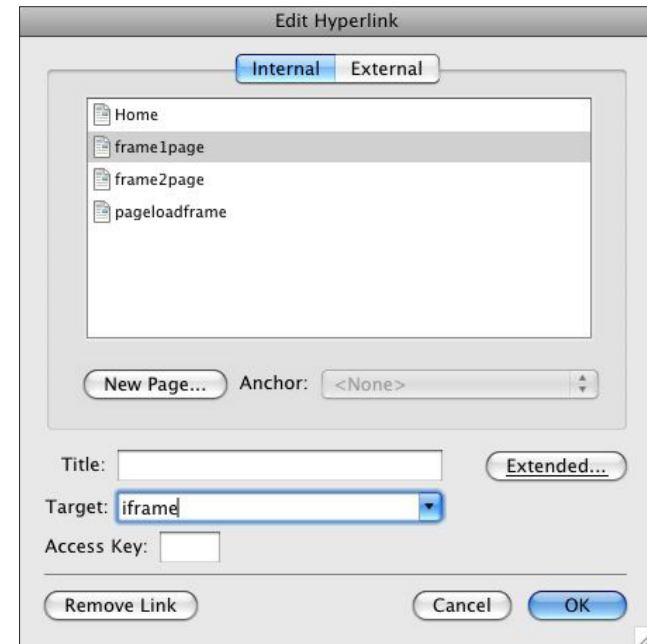 Edit Hyperlink
Internal External
Home
frame1page
frame2page
pageloadframe
New Page... Anchor: <None>
Title: Extended...
Target: iframe
Access Key:
Remove Link Cancel OK